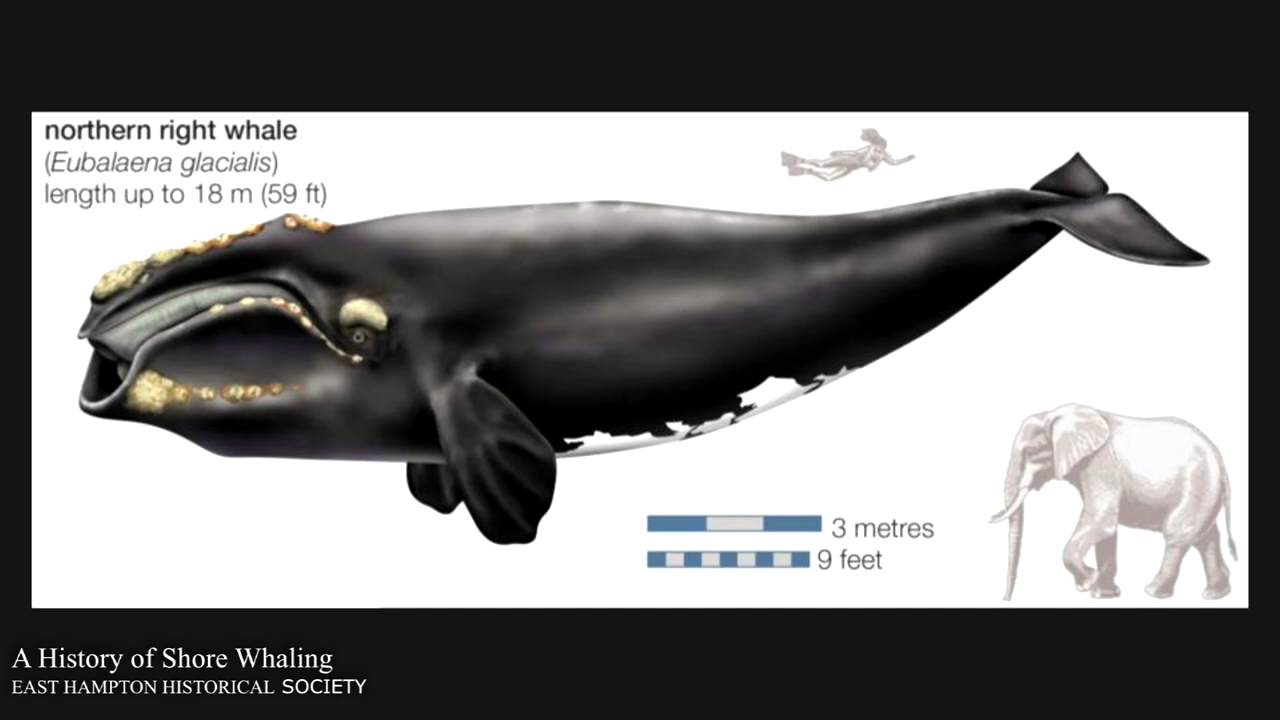 northern right whale
(Eubalaena glacialis)
length up to 18 m (59 ft)
3 metres
9 feet
A History of Shore Whaling
EAST HAMPTON HISTORICAL SOCIETY